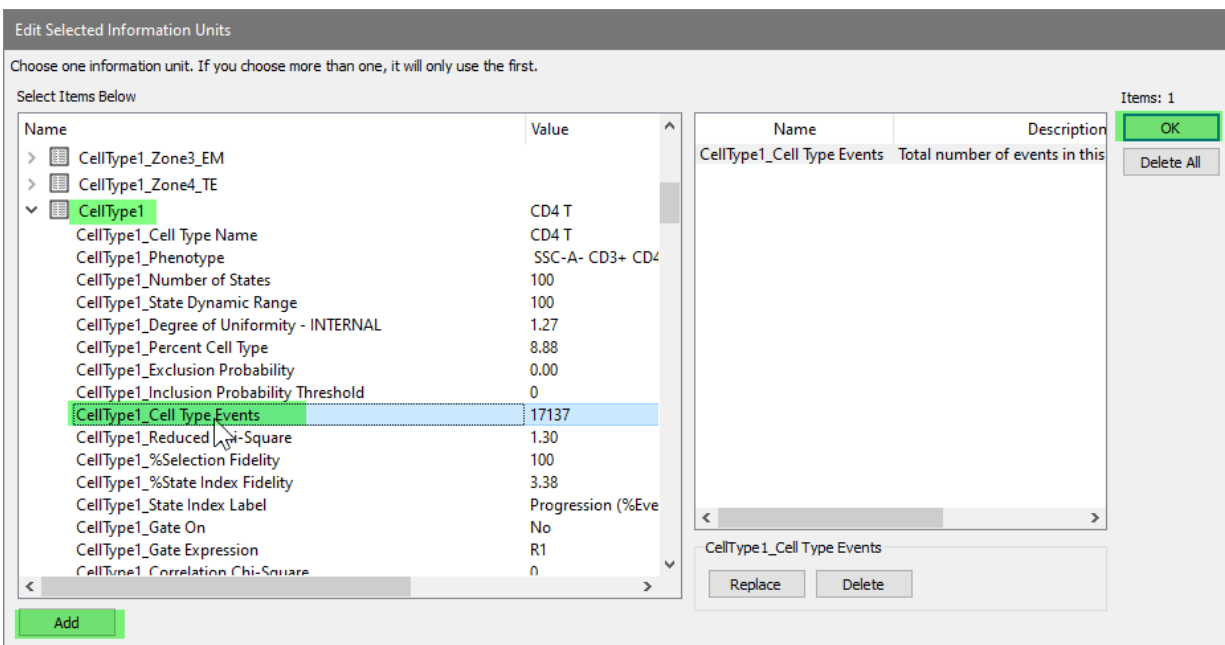 Edit Selected Information Units
Choose one information unit. If you choose more than one, it will only use the first.
Select Items Below
Items: 1
Name Value
CellType1_Zone3_EM
CellType1_Zone4_TE
CellType1 CD4 T
CellType1_Cell Type Name CD4 T
CellType1_Phenotype SSC-A- CD3+ CD4
CellType1_Number of States 100
CellType1_State Dynamic Range 100
CellType1_Degree of Uniformity - INTERNAL 1.27
CellType1_Percent Cell Type 8.88
CellType1_Exclusion Probability 0.00
CellType1_Inclusion Probability Threshold 0
CellType1_Cell Type Events 17137
CellType1_Reduced Chi-Square 1.30
CellType1_%Selection Fidelity 100
CellType1_%State Index Fidelity 3.38
CellType1_State Index Label Progression (%Eve
CellType1_Gate On No
CellType1_Gate Expression R1
CellType1_Correlation Chi-Square 0
Add
Name Description
CellType1_Cell Type Events Total number of events in this
CellType1_Cell Type Events
Replace Delete
OK
Delete All